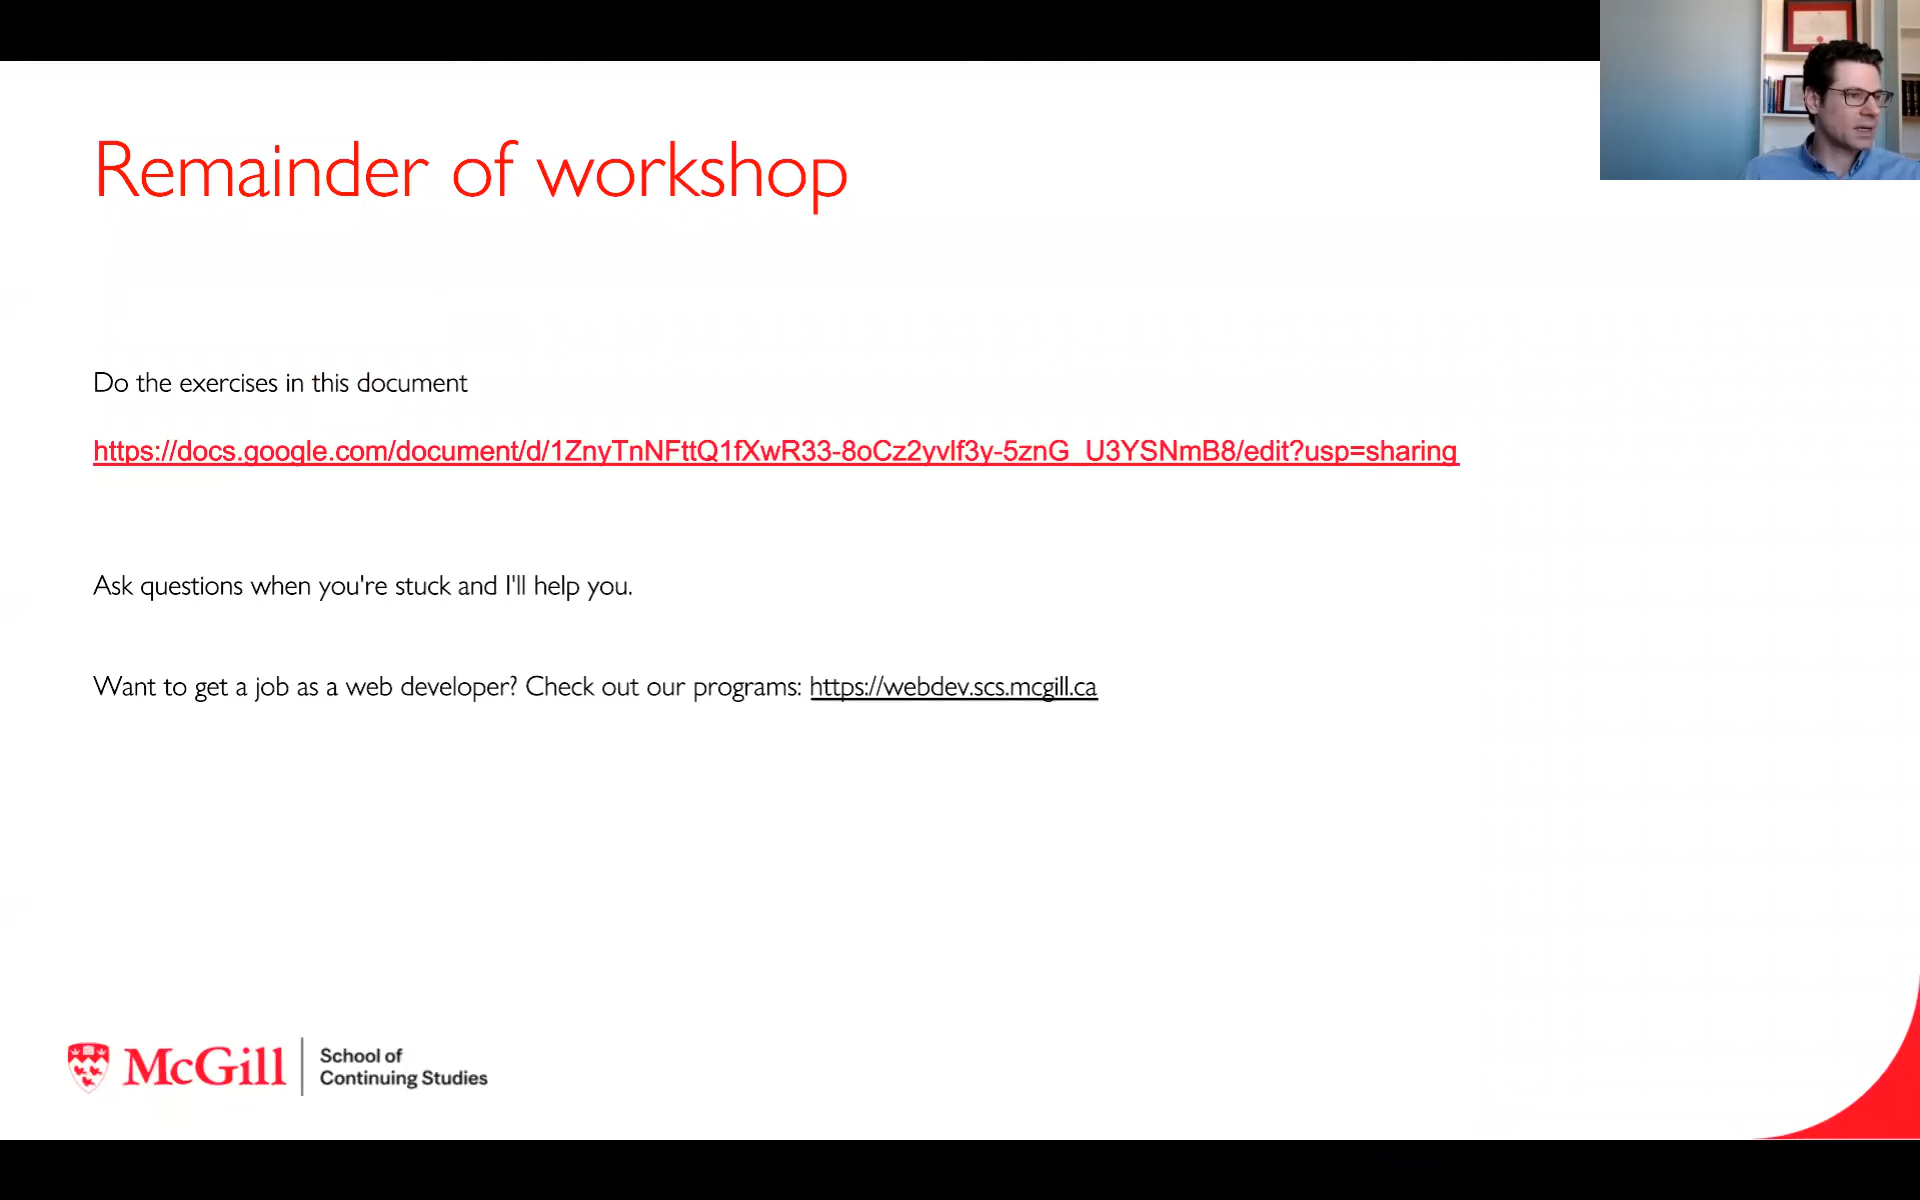 Remainder of workshop
Do the exercises in this document
https://docs.google.com/document/d/1ZnyTnNFttQ1fXwR33-8oCz2yvlf3y-5znG_U3YSNmB8/edit?usp=sharing
Ask questions when you're stuck and I'll help you.
Want to get a job as a web developer? Check out our programs: https://webdev.scs.mcgill.ca
McGill
School of
Continuing Studies